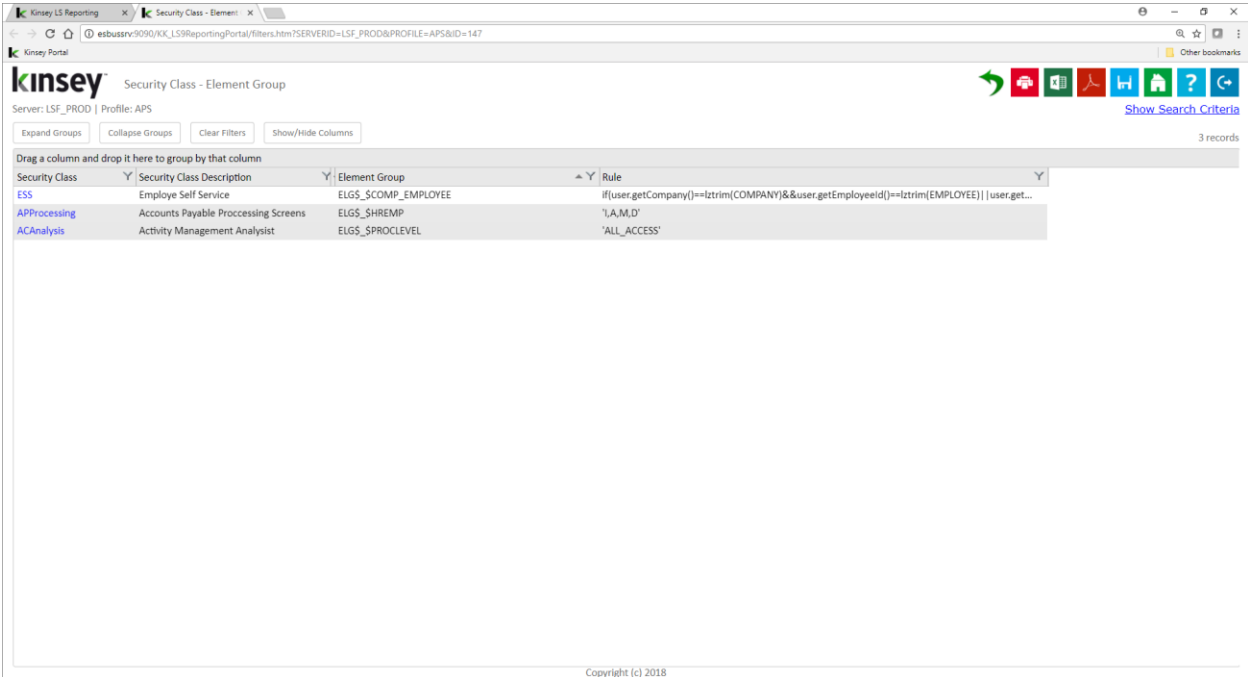 Kinsey LS Reporting
Security Class - Element
esbussrv:9090/KK_LS9ReportingPortal/filters.htm?SERVERID=LSF_PROD&PROFILE=APS&ID=147
Kinsey Portal
Other bookmarks
kinsey Security Class - Element Group
Server: LSF_PROD | Profile: APS
Show Search Criteria
Expand Groups Collapse Groups Clear Filters Show/Hide Columns
3 records
Drag a column and drop it here to group by that column
Security Class Security Class Description Element Group Rule
ESS Employe Self Service ELG$_$COMP_EMPLOYEE if(user.getCompany()==lztrim(COMPANY)&&user.getEmployeeId()==lztrim(EMPLOYEE)||user.get...
APProcessing Accounts Payable Proccessing Screens ELG$_$HREMP 'I,A,M,D'
ACAnalysis Activity Management Analysist ELG$_$PROCLEVEL 'ALL_ACCESS'
Copyright (c) 2018